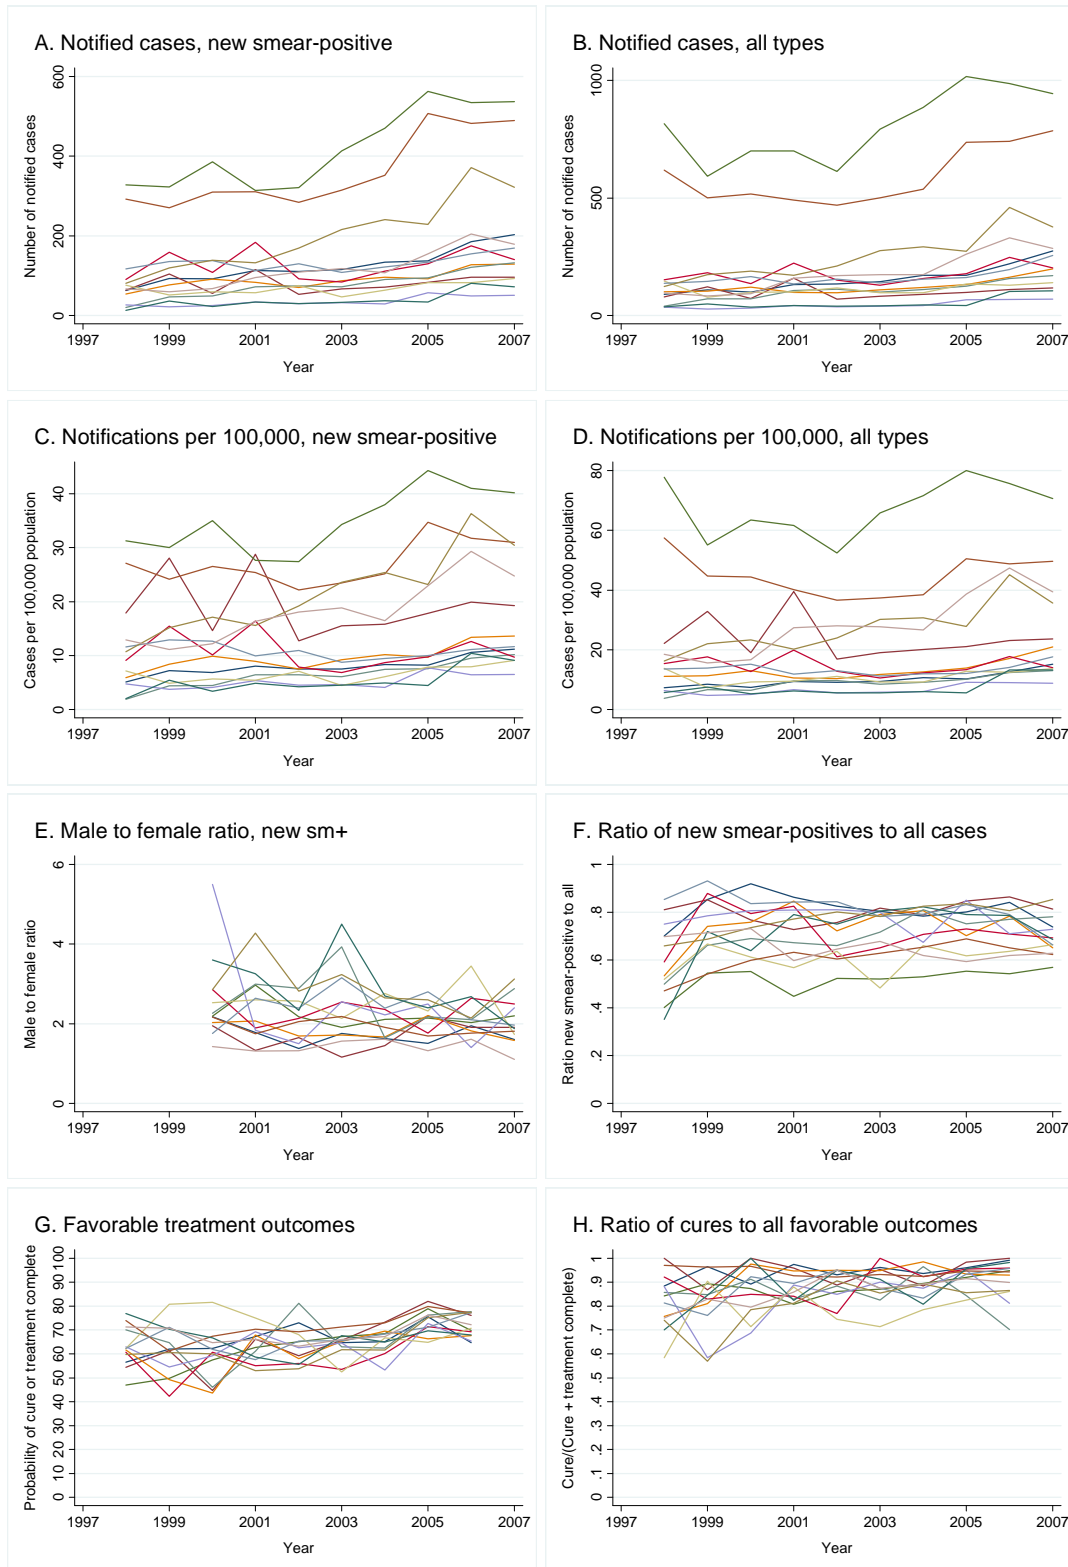 A. Notified cases, new smear-positive
Number of notified cases
600
400
200
0
1997 1999 2001 2003 2005 2007
Year
B. Notified cases, all types
Number of notified cases
1000
500
0
1997 1999 2001 2003 2005 2007
Year
C. Notifications per 100,000, new smear-positive
Cases per 100,000 population
40
30
20
10
0
1997 1999 2001 2003 2005 2007
Year
D. Notifications per 100,000, all types
Cases per 100,000 population
80
60
40
20
0
1997 1999 2001 2003 2005 2007
Year
E. Male to female ratio, new sm+
Male to female ratio
6
4
2
0
1997 1999 2001 2003 2005 2007
Year
F. Ratio of new smear-positives to all cases
Ratio new smear-positive to all
1
.8
.6
.4
.2
0
1997 1999 2001 2003 2005 2007
Year
G. Favorable treatment outcomes
Probability of cure or treatment complete
100
90
80
70
60
50
40
30
20
10
0
1997 1999 2001 2003 2005 2007
Year
H. Ratio of cures to all favorable outcomes
Cure/(Cure + treatment complete)
1
.9
.8
.7
.6
.5
.4
.3
.2
.1
0
1997 1999 2001 2003 2005 2007
Year